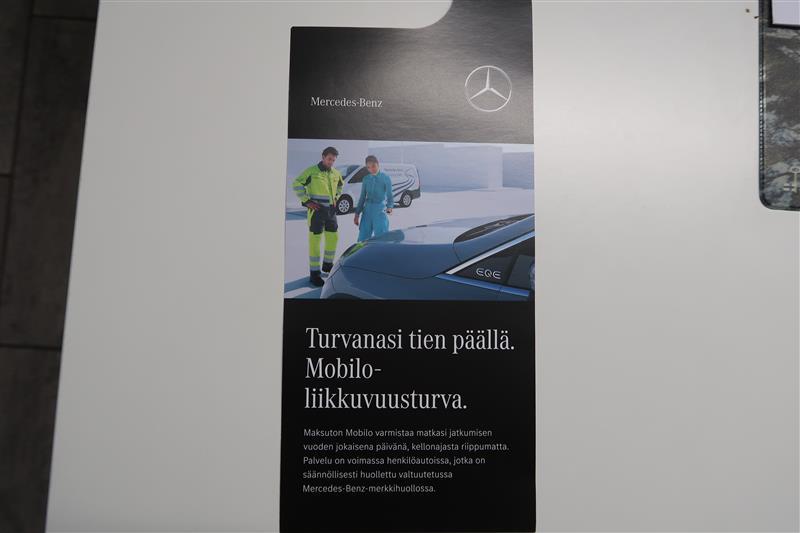 Mercedes-Benz
EQE
Turvanasi tien päällä.
Mobilo-
liikkuvuusturva.
Maksuton Mobilo varmistaa matkasi jatkumisen
vuoden jokaisena päivänä, kellonajasta riippumatta.
Palvelu on voimassa henkilöautoissa, jotka on
säännöllisesti huollettu valtuutetussa
Mercedes-Benz-merkkihuollossa.